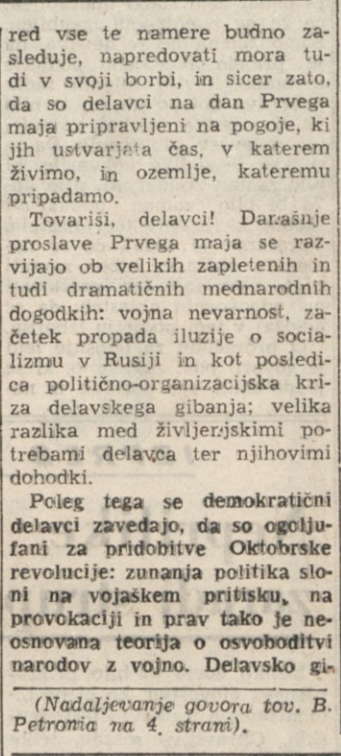 red vse te namere budno za-
sleduje, napredovati mora tu-
di v svoji borbi, in sicer zato,
da so delavci na dan Prvega
maja pripravljeni na pogoje, ki
jih ustvarjata čas, v katerem
živimo, in ozemlje, kateremu
pripadamo.
Tovariši, delavci! Današnje
proslave Prvega maja se raz-
vijajo ob velikih zapletenih in
tudi dramatičnih mednarodnih
dogodkih: vojna nevarnost, za-
četek propada iluzije o socia-
lizmu v Rusiji in kot posledi-
ca politično-organizacijska kri-
za delavskega gibanja; velika
razlika med življenjskimi po-
trebami delavca ter njihovimi
dohodki.
Poleg tega se demokratični
delavci zavedajo, da so ogolju-
fani za pridobitve Oktobrske
revolucije: zunanja politika slo-
ni na vojaškem pritisku, na
provokaciji in prav tako je ne-
osnovana teorija o osvoboditvi
narodov z vojno. Delavsko gi-
(Nadaljevanje govora tov. B.
Petronia na 4. strani).